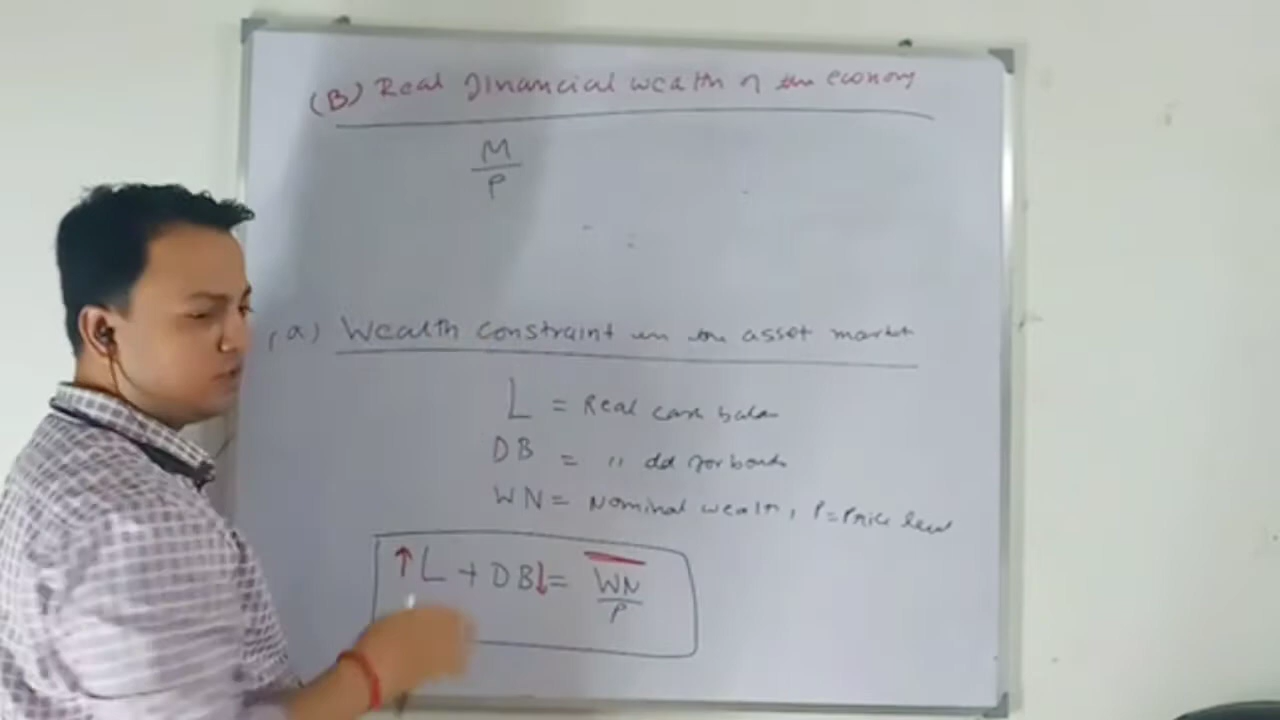 (B) Real financial wealth of the economy
M
P
(a) Wealth constraint in the asset market
L = Real cash balan
DB = " dd for bonds
WN = Nominal wealth, P = Price level
↑L + DB↓ = WN
P